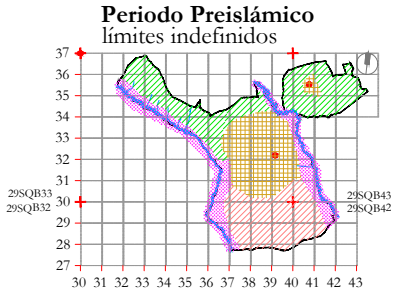 Periodo Preislámico
límites indefinidos
37
36
35
34
33
32
31
30
29
28
27
29SQB33
29SQB32
29SQB43
29SQB42
30 31 32 33 34 35 36 37 38 39 40 41 42 43